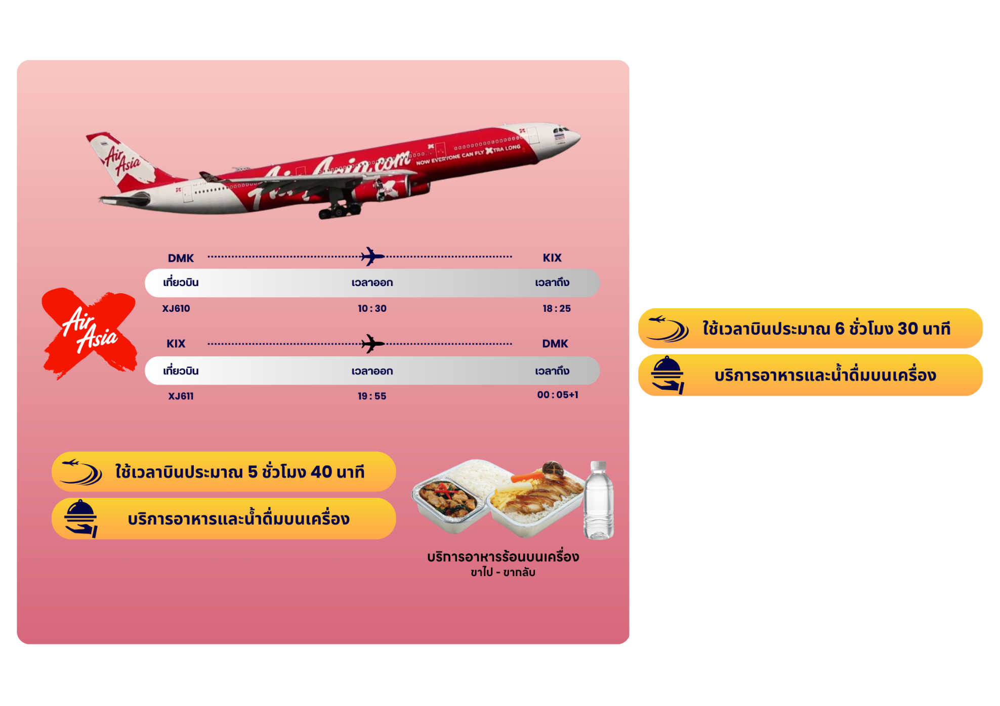 Air
Asia
AirAsia.com
NOW EVERYONE CAN FLY XTRA LONG
DMK
KIX
เที่ยวบิน เวลาออก เวลาถึง
XJ610 10 : 30 18 : 25
Air
Asia
KIX
DMK
เที่ยวบิน เวลาออก เวลาถึง
XJ611 19 : 55 00 : 05+1
ใช้เวลาบินประมาณ 5 ชั่วโมง 40 นาที
บริการอาหารและน้ำดื่มบนเครื่อง
บริการอาหารร้อนบนเครื่อง
ขาไป - ขากลับ
ใช้เวลาบินประมาณ 6 ชั่วโมง 30 นาที
บริการอาหารและน้ำดื่มบนเครื่อง